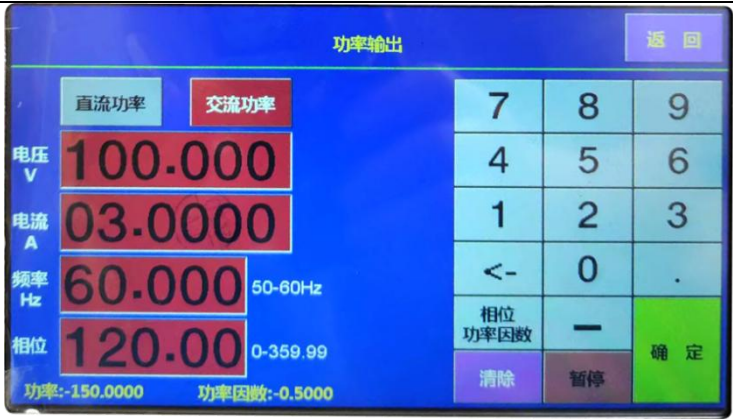 功率输出
返 回
直流功率 交流功率
电压
V
100.000
电流
A
03.0000
频率
Hz
60.000
50-60Hz
相位
120.00
0-359.99
功率:-150.0000 功率因数:-0.5000
7 8 9
4 5 6
1 2 3
<- 0 .
相位
功率因数
-
确 定
清除 暂停